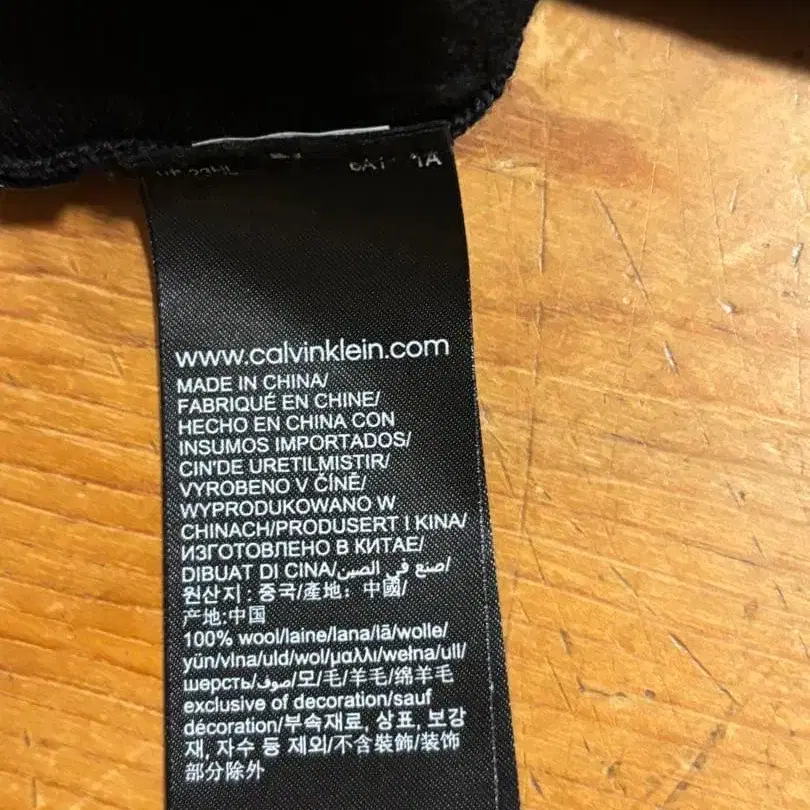 www.calvinklein.com
MADE IN CHINA/
FABRIQUÉ EN CHINE/
HECHO EN CHINA CON
INSUMOS IMPORTADOS/
CIN'DE URETILMISTIR/
VYROBENO V ČÍNĚ/
WYPRODUKOWANO W
CHINACH/PRODUSERT I KINA/
ИЗГОТОВЛЕНО В КИТАЕ/
DIBUAT DI CINA/صنع في الصين/
원산지 : 중국/產地：中國/
产地:中国
100% wool/laine/lana/lã/wolle/
yün/vlna/uld/wol/μαλλι/wełna/ull/
шерсть/صوف/모/毛/羊毛/绵羊毛
exclusive of decoration/sauf
décoration/부속재료, 상표, 보강
재, 자수 등 제외/不含裝飾/装饰
部分除外